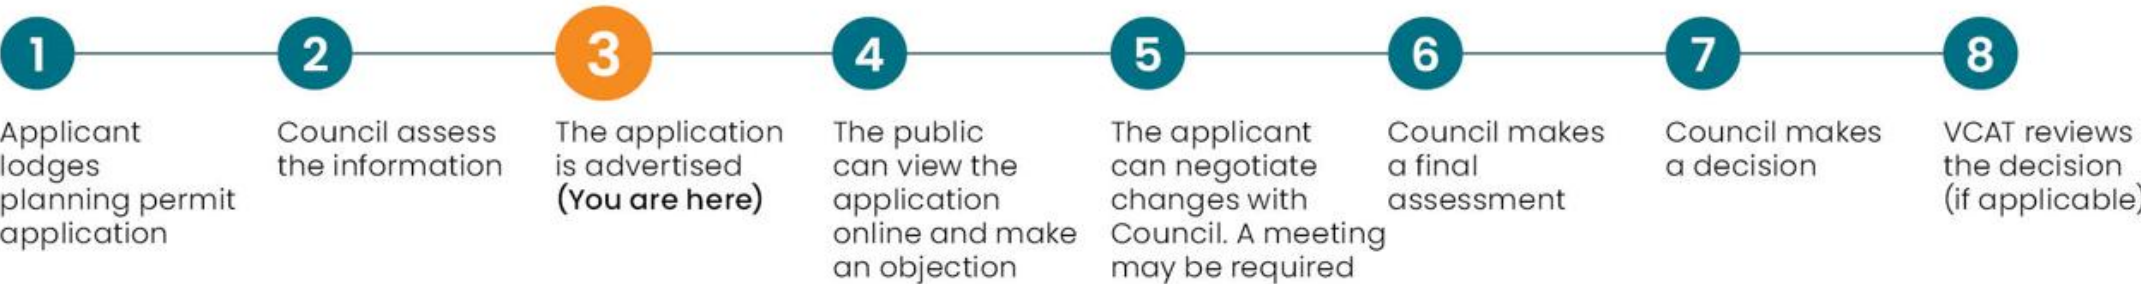 1
Applicant
lodges
planning permit
application
2
Council assess
the information
3
The application
is advertised
(You are here)
4
The public
can view the
application
online and make
an objection
5
The applicant
can negotiate
changes with
Council. A meeting
may be required
6
Council makes
a final
assessment
7
Council makes
a decision
8
VCAT reviews
the decision
(if applicable)